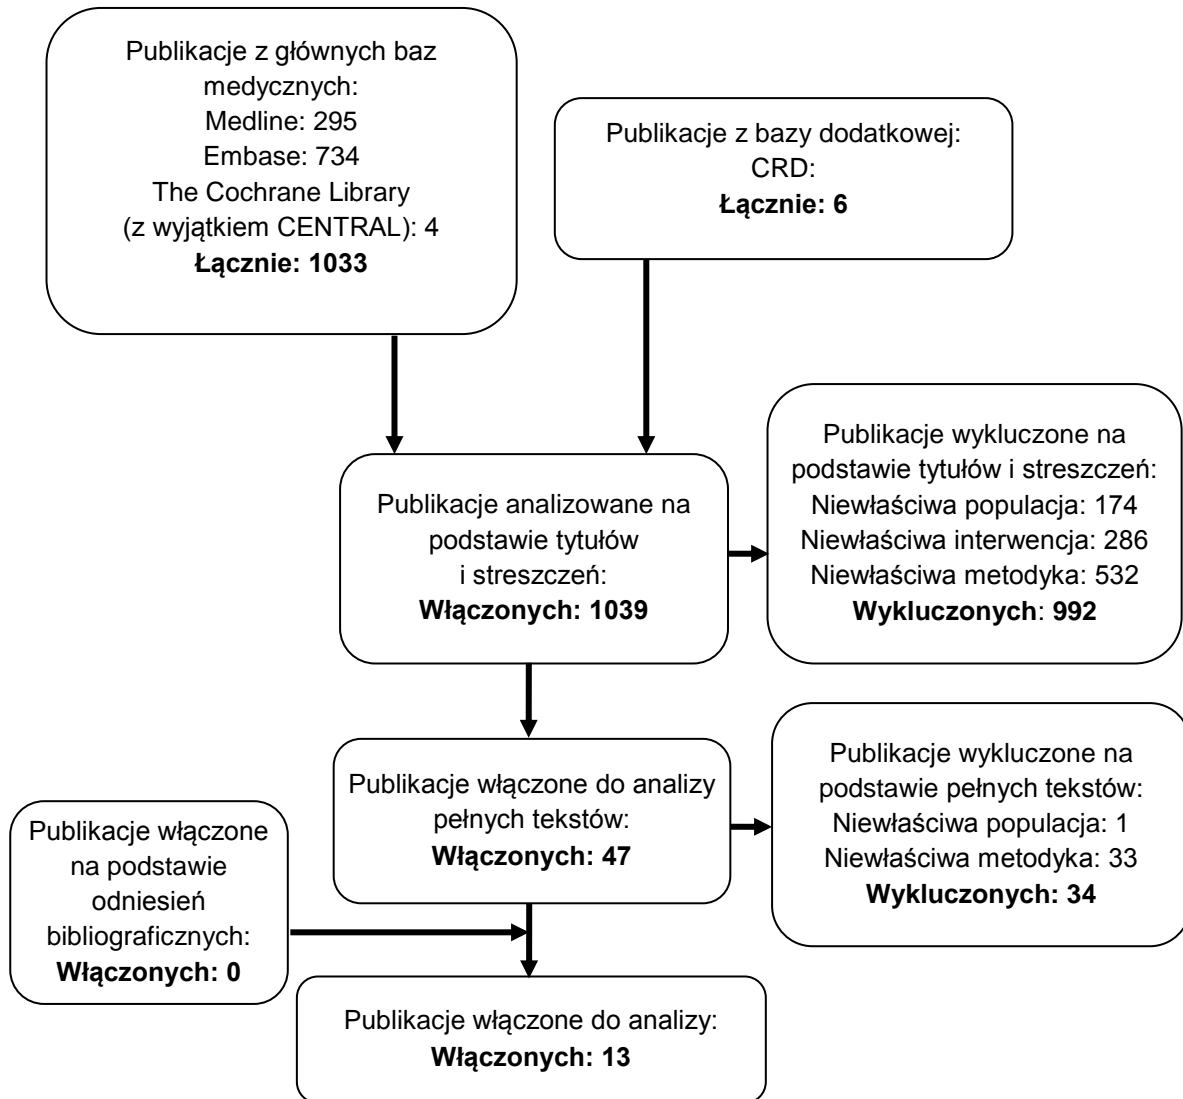 Publikacje z głównych baz
medycznych:
Medline: 295
Embase: 734
The Cochrane Library
(z wyjątkiem CENTRAL): 4
Łącznie: 1033
Publikacje z bazy dodatkowej:
CRD:
Łącznie: 6
Publikacje analizowane na
podstawie tytułów
i streszczeń:
Włączonych: 1039
Publikacje wykluczone na
podstawie tytułów i streszczeń:
Niewłaściwa populacja: 174
Niewłaściwa interwencja: 286
Niewłaściwa metodyka: 532
Wykluczonych: 992
Publikacje włączone do analizy
pełnych tekstów:
Włączonych: 47
Publikacje wykluczone na
podstawie pełnych tekstów:
Niewłaściwa populacja: 1
Niewłaściwa metodyka: 33
Wykluczonych: 34
Publikacje włączone
na podstawie
odniesień
bibliograficznych:
Włączonych: 0
Publikacje włączone do analizy:
Włączonych: 13